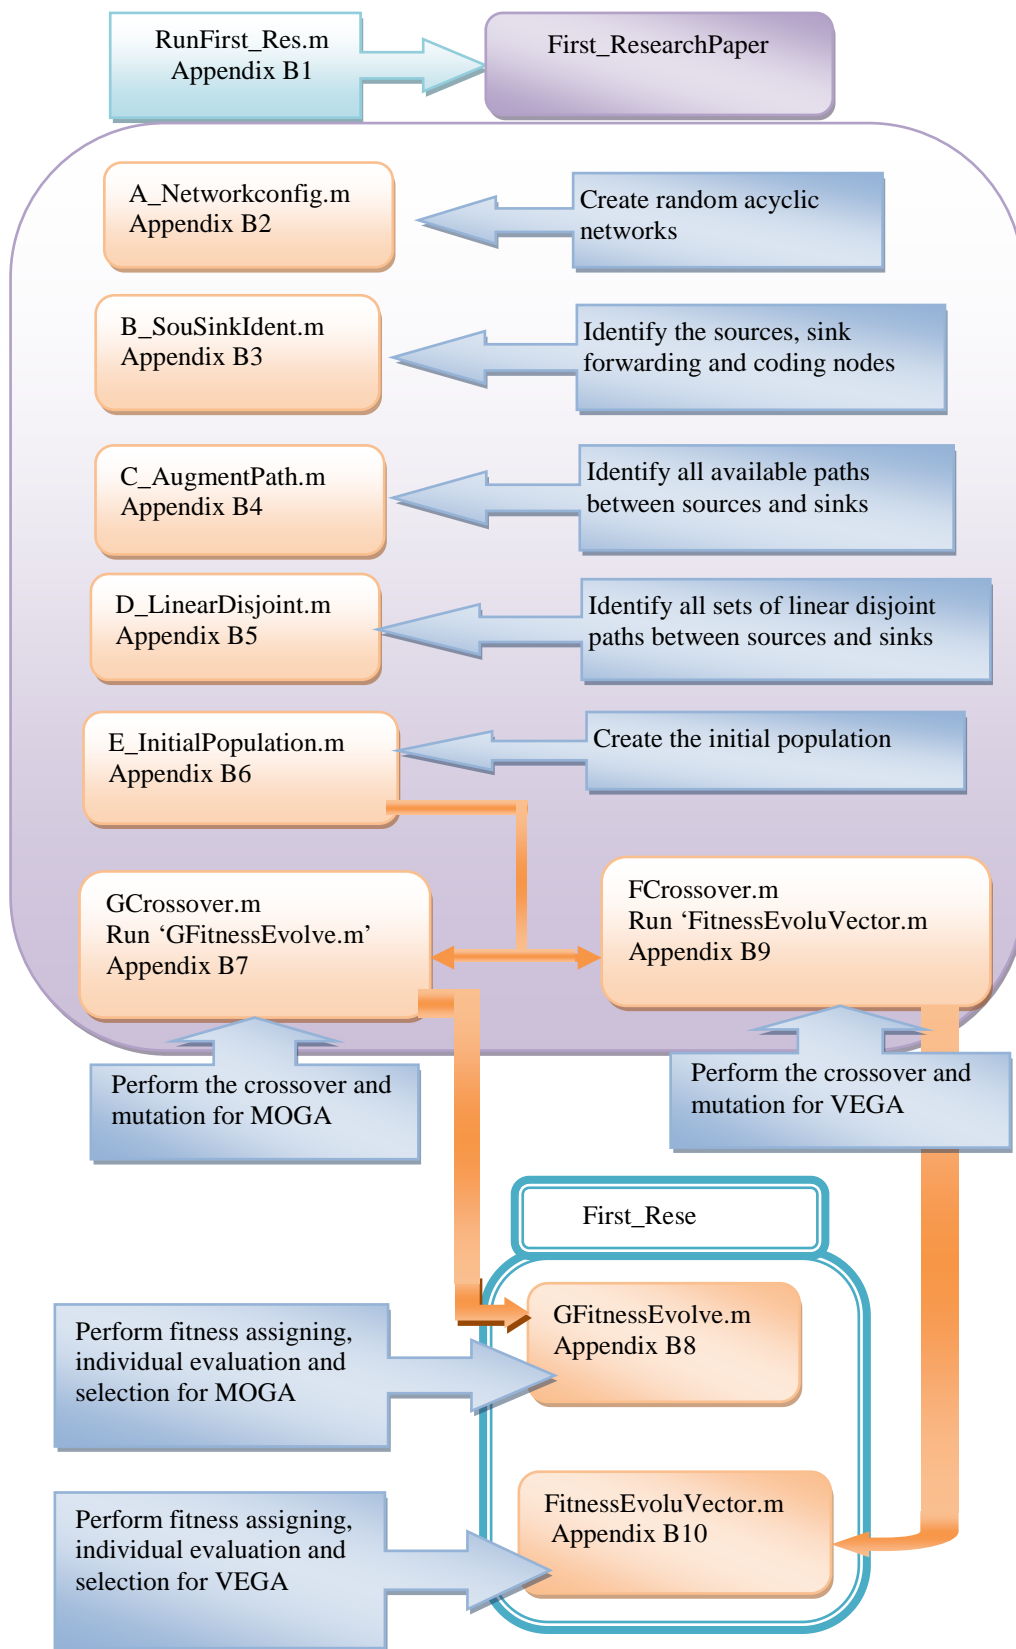 RunFirst_Res.m
Appendix B1
First_ResearchPaper
A_Networkconfig.m
Appendix B2
Create random acyclic
networks
B_SouSinkIdent.m
Appendix B3
Identify the sources, sink
forwarding and coding nodes
C_AugmentPath.m
Appendix B4
Identify all available paths
between sources and sinks
D_LinearDisjoint.m
Appendix B5
Identify all sets of linear disjoint
paths between sources and sinks
E_InitialPopulation.m
Appendix B6
Create the initial population
GCrossover.m
Run ‘GFitnessEvolve.m’
Appendix B7
FCrossover.m
Run ‘FitnessEvoluVector.m
Appendix B9
Perform the crossover and
mutation for MOGA
Perform the crossover and
mutation for VEGA
First_Rese
GFitnessEvolve.m
Appendix B8
Perform fitness assigning,
individual evaluation and
selection for MOGA
FitnessEvoluVector.m
Appendix B10
Perform fitness assigning,
individual evaluation and
selection for VEGA